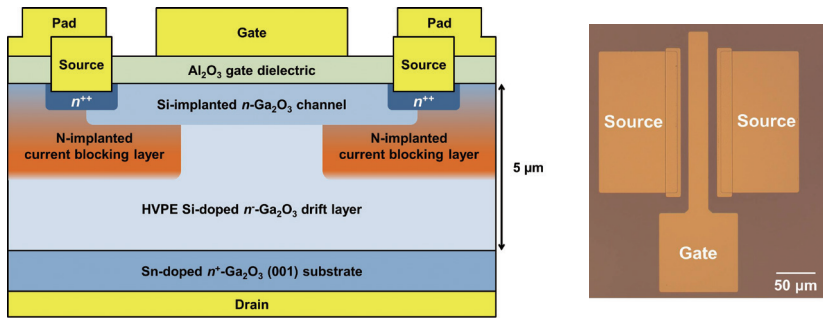 Pad
Gate
Pad
Source
Source
Al₂O₃ gate dielectric
n⁺⁺
Si-implanted n-Ga₂O₃ channel
n⁺⁺
N-implanted
current blocking layer
N-implanted
current blocking layer
5 µm
HVPE Si-doped n⁻-Ga₂O₃ drift layer
Sn-doped n⁺-Ga₂O₃ (001) substrate
Drain
Source
Source
Gate
50 µm